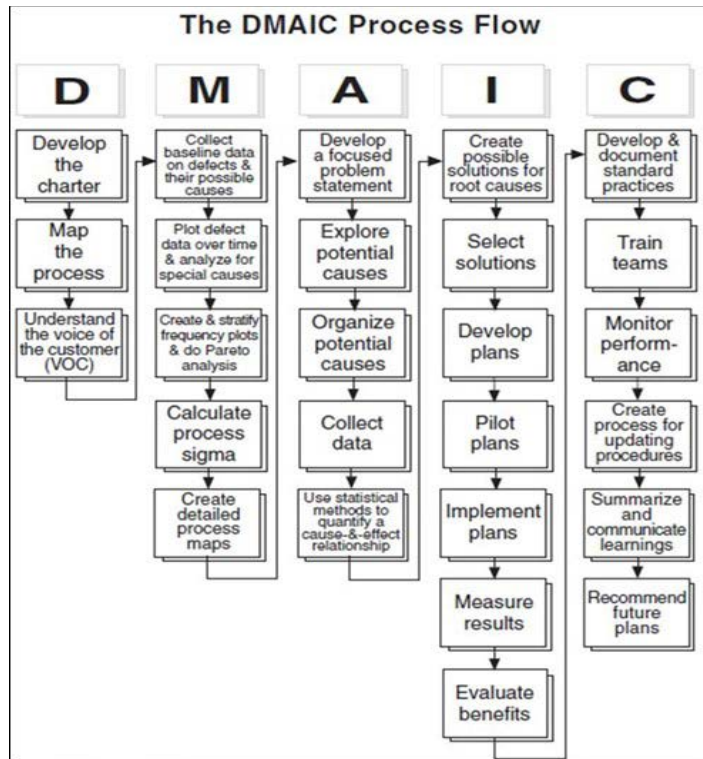 The DMAIC Process Flow
D
M
A
I
C
Develop
the
charter
Map
the
process
Understand
the voice of
the customer
(VOC)
Collect
baseline data
on defects &
their possible
causes
Plot defect
data over time
& analyze for
special causes
Create & stratify
frequency plots
& do Pareto
analysis
Calculate
process
sigma
Create
detailed
process
maps
Develop
a focused
problem
statement
Explore
potential
causes
Organize
potential
causes
Collect
data
Use statistical
methods to
quantify a
cause-&-effect
relationship
Create
possible
solutions for
root causes
Select
solutions
Develop
plans
Pilot
plans
Implement
plans
Measure
results
Evaluate
benefits
Develop &
document
standard
practices
Train
teams
Monitor
perform-
ance
Create
process for
updating
procedures
Summarize
and
communicate
learnings
Recommend
future
plans